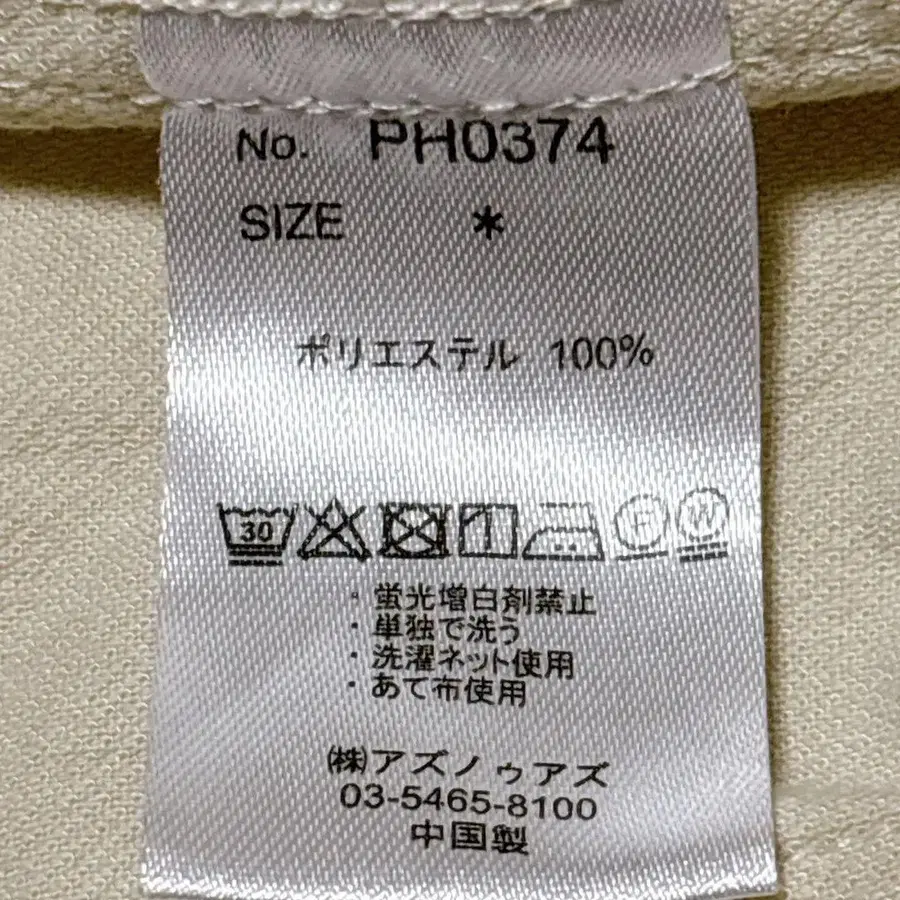 No. PH0374
SIZE *
ポリエステル 100%
30 F W
・蛍光増白剤禁止
・単独で洗う
・洗濯ネット使用
・あて布使用
㈱アズノゥアズ
03-5465-8100
中国製